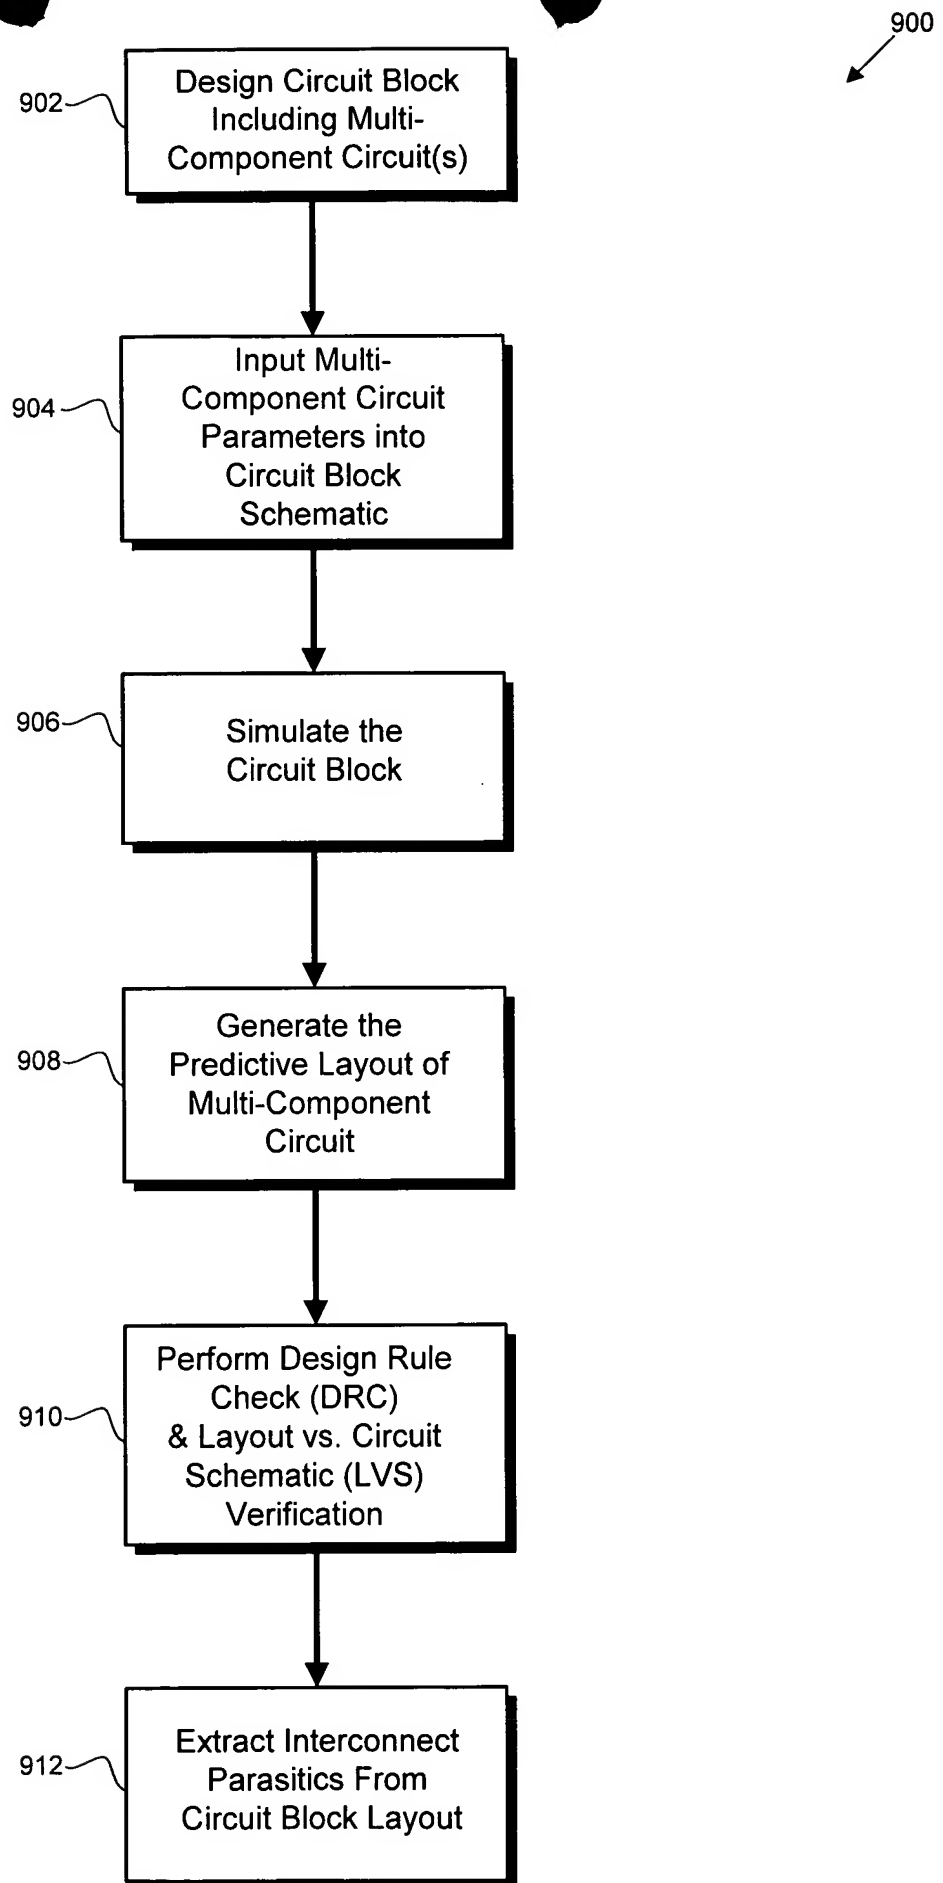 900
902
Design Circuit Block
Including Multi-
Component Circuit(s)
904
Input Multi-
Component Circuit
Parameters into
Circuit Block
Schematic
906
Simulate the
Circuit Block
908
Generate the
Predictive Layout of
Multi-Component
Circuit
910
Perform Design Rule
Check (DRC)
& Layout vs. Circuit
Schematic (LVS)
Verification
912
Extract Interconnect
Parasitics From
Circuit Block Layout